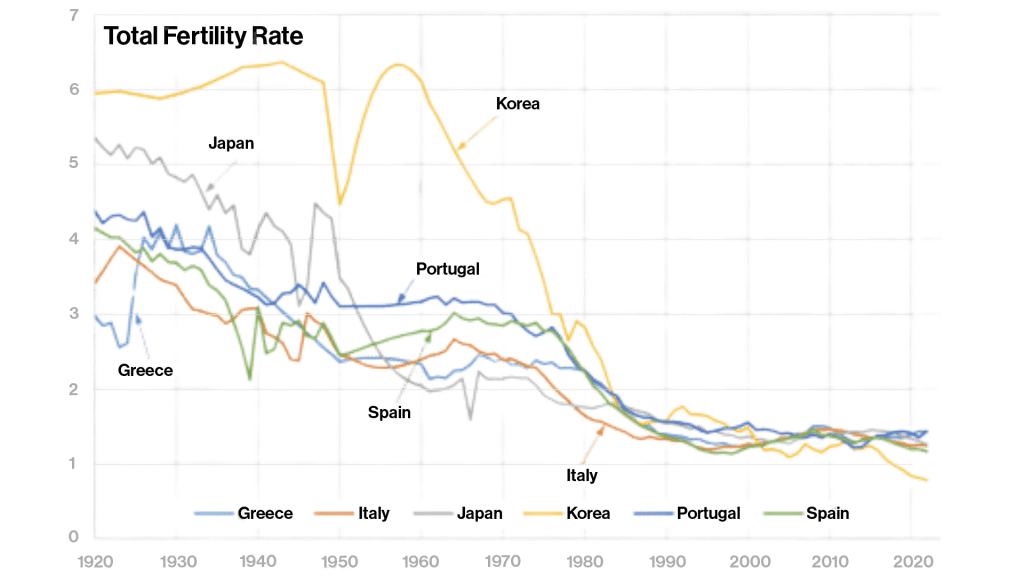 Total Fertility Rate
7
6
5
4
3
2
1
0
Korea
Japan
Portugal
Greece
Spain
Italy
Greece Italy Japan Korea Portugal Spain
1920 1930 1940 1950 1960 1970 1980 1990 2000 2010 2020